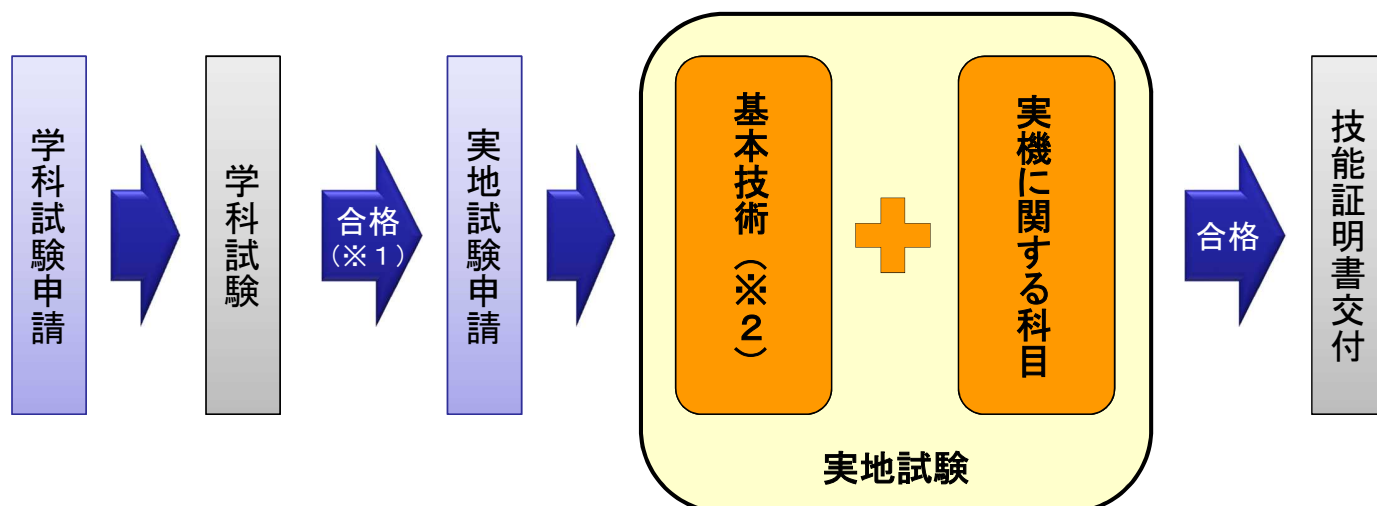 学科試験申請
学科試験
合格
（※１）
実地試験申請
基本技術（※２）
実機に関する科目
実地試験
合格
技能証明書交付